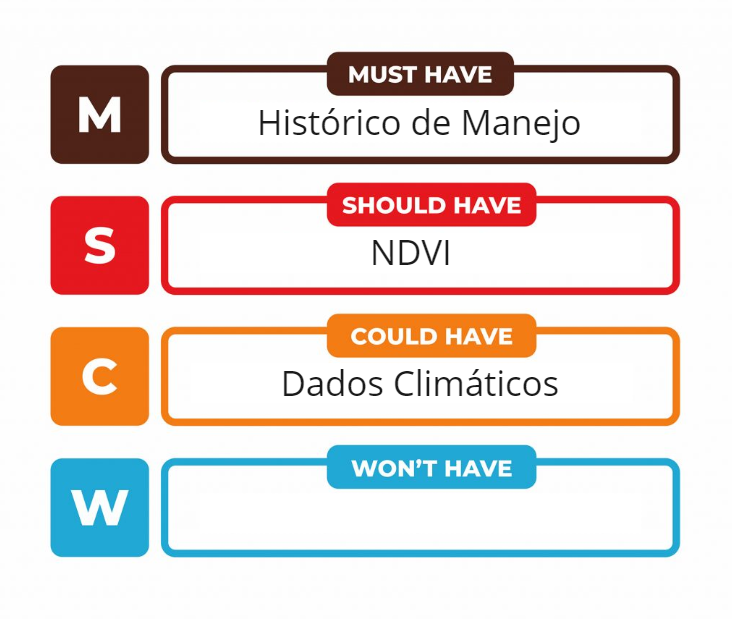 M
MUST HAVE
Histórico de Manejo
S
SHOULD HAVE
NDVI
C
COULD HAVE
Dados Climáticos
W
WON'T HAVE